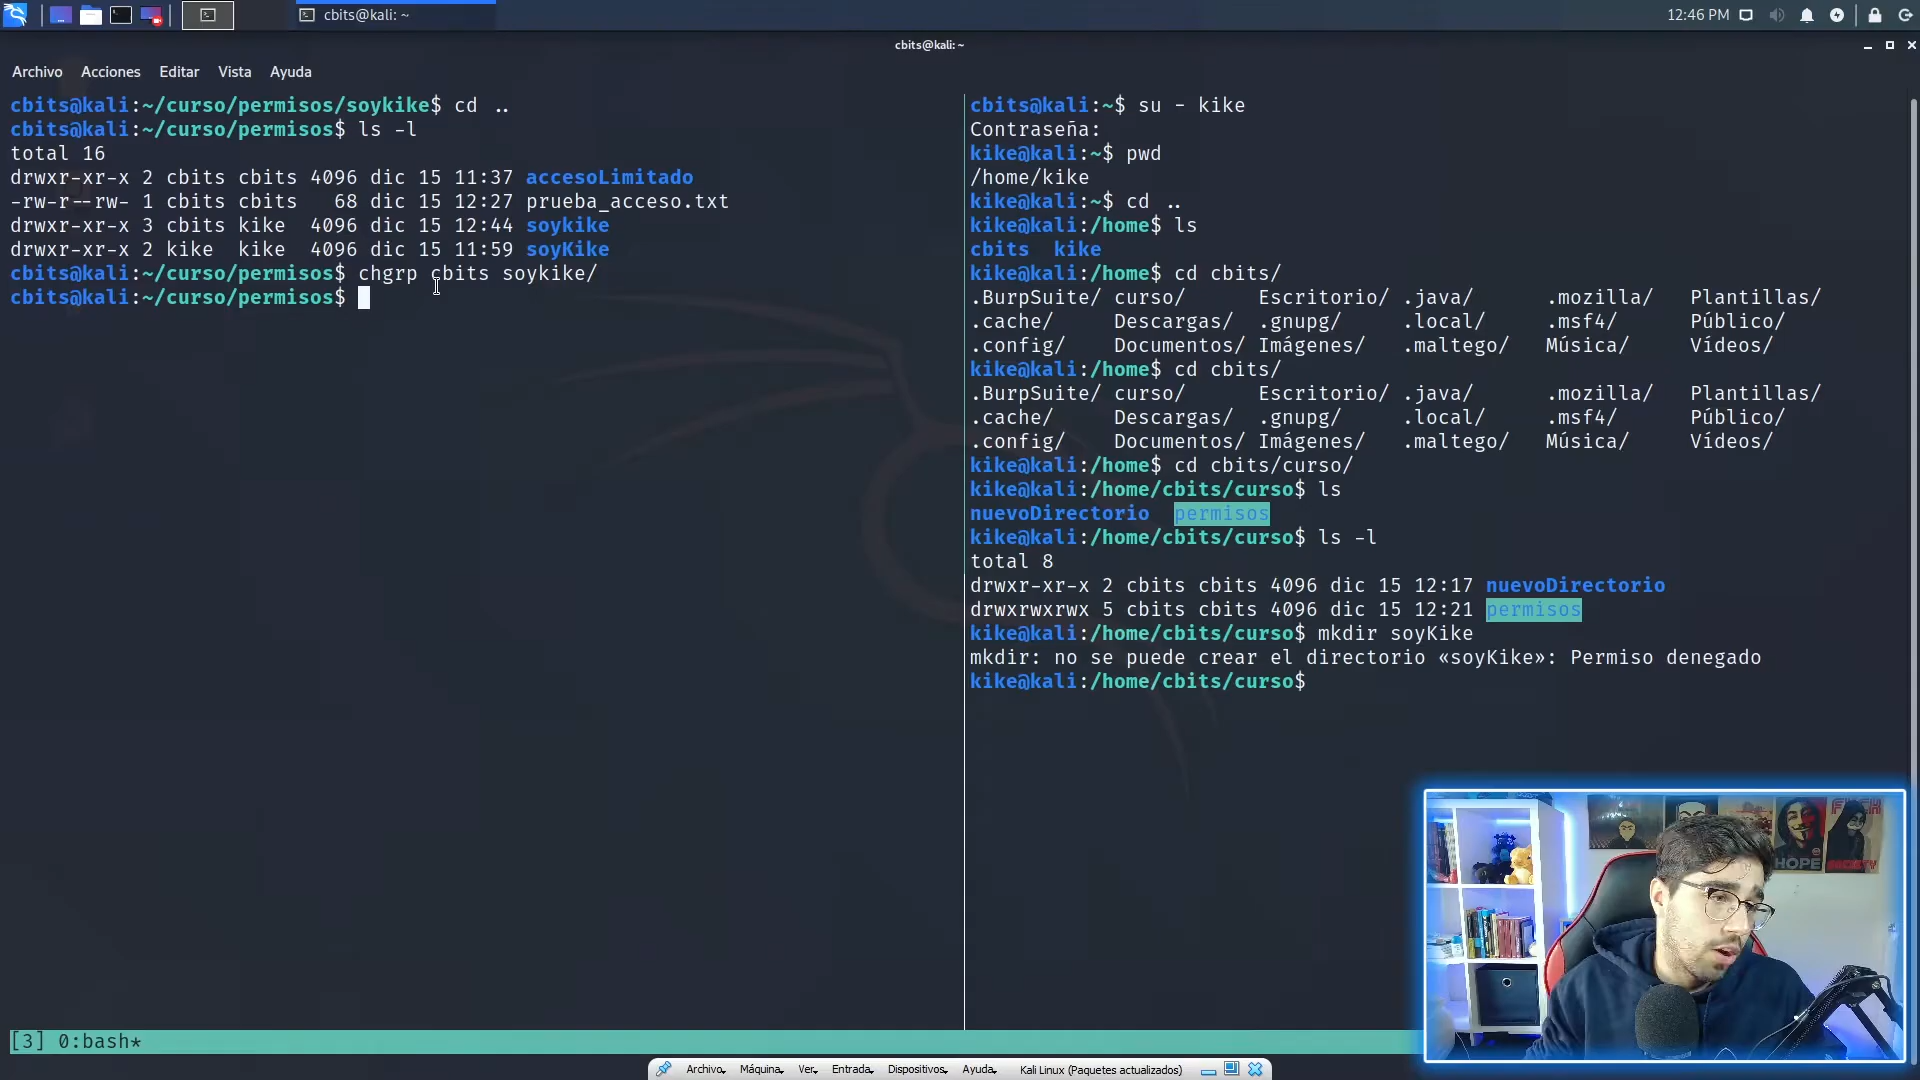 cbits@kali: ~
12:46 PM
cbits@kali: ~
Archivo Acciones Editar Vista Ayuda
cbits@kali:~/curso/permisos/soykike$ cd ..
cbits@kali:~/curso/permisos$ ls -l
total 16
drwxr-xr-x 2 cbits cbits 4096 dic 15 11:37 accesoLimitado
-rw-r--rw- 1 cbits cbits   68 dic 15 12:27 prueba_acceso.txt
drwxr-xr-x 3 cbits kike  4096 dic 15 12:44 soykike
drwxr-xr-x 2 kike  kike  4096 dic 15 11:59 soyKike
cbits@kali:~/curso/permisos$ chgrp cbits soykike/
cbits@kali:~/curso/permisos$
cbits@kali:~$ su - kike
Contraseña:
kike@kali:~$ pwd
/home/kike
kike@kali:~$ cd ..
kike@kali:/home$ ls
cbits  kike
kike@kali:/home$ cd cbits/
.BurpSuite/ curso/      Escritorio/ .java/    .mozilla/   Plantillas/
.cache/     Descargas/  .gnupg/     .local/   .msf4/      Público/
.config/    Documentos/ Imágenes/   .maltego/ Música/     Vídeos/
kike@kali:/home$ cd cbits/
.BurpSuite/ curso/      Escritorio/ .java/    .mozilla/   Plantillas/
.cache/     Descargas/  .gnupg/     .local/   .msf4/      Público/
.config/    Documentos/ Imágenes/   .maltego/ Música/     Vídeos/
kike@kali:/home$ cd cbits/curso/
kike@kali:/home/cbits/curso$ ls
nuevoDirectorio  permisos
kike@kali:/home/cbits/curso$ ls -l
total 8
drwxr-xr-x 2 cbits cbits 4096 dic 15 12:17 nuevoDirectorio
drwxrwxrwx 5 cbits cbits 4096 dic 15 12:21 permisos
kike@kali:/home/cbits/curso$ mkdir soyKike
mkdir: no se puede crear el directorio «soyKike»: Permiso denegado
kike@kali:/home/cbits/curso$
HOPE
[3] 0:bash*
Archivo Máquina Ver Entrada Dispositivos Ayuda Kali Linux (Paquetes actualizados)